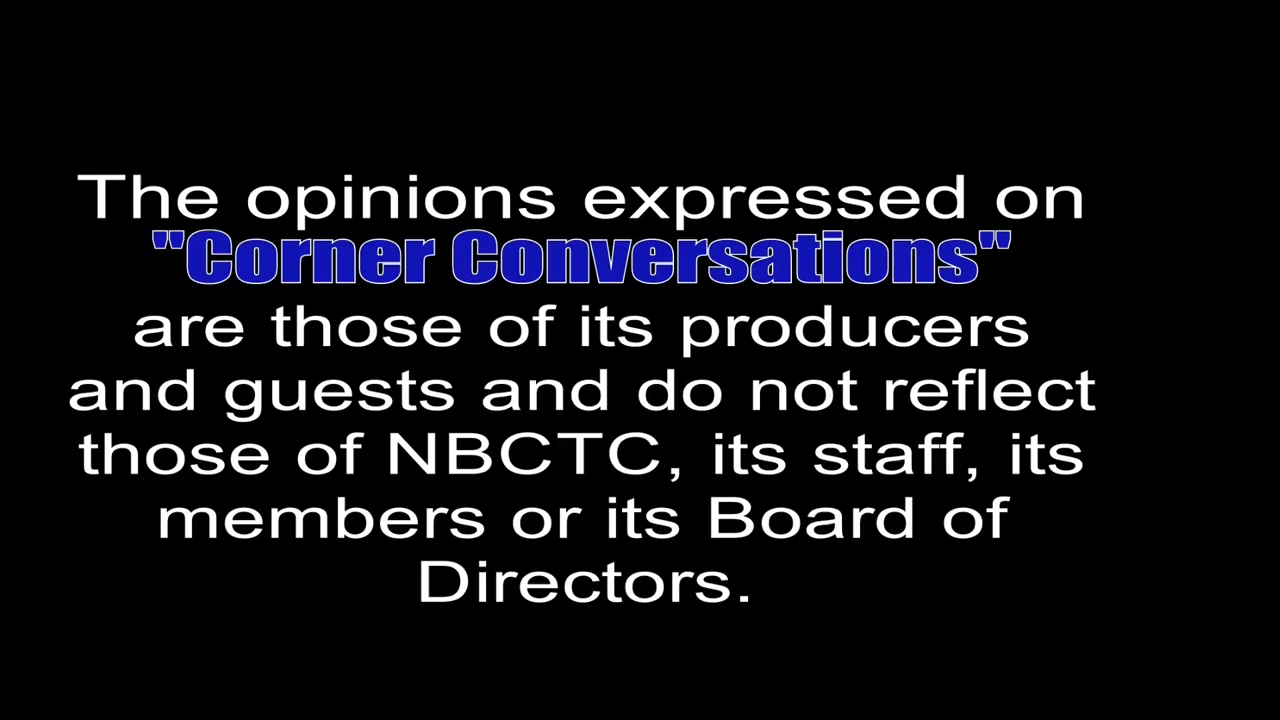 The opinions expressed on
"Corner Conversations"
are those of its producers
and guests and do not reflect
those of NBCTC, its staff, its
members or its Board of
Directors.